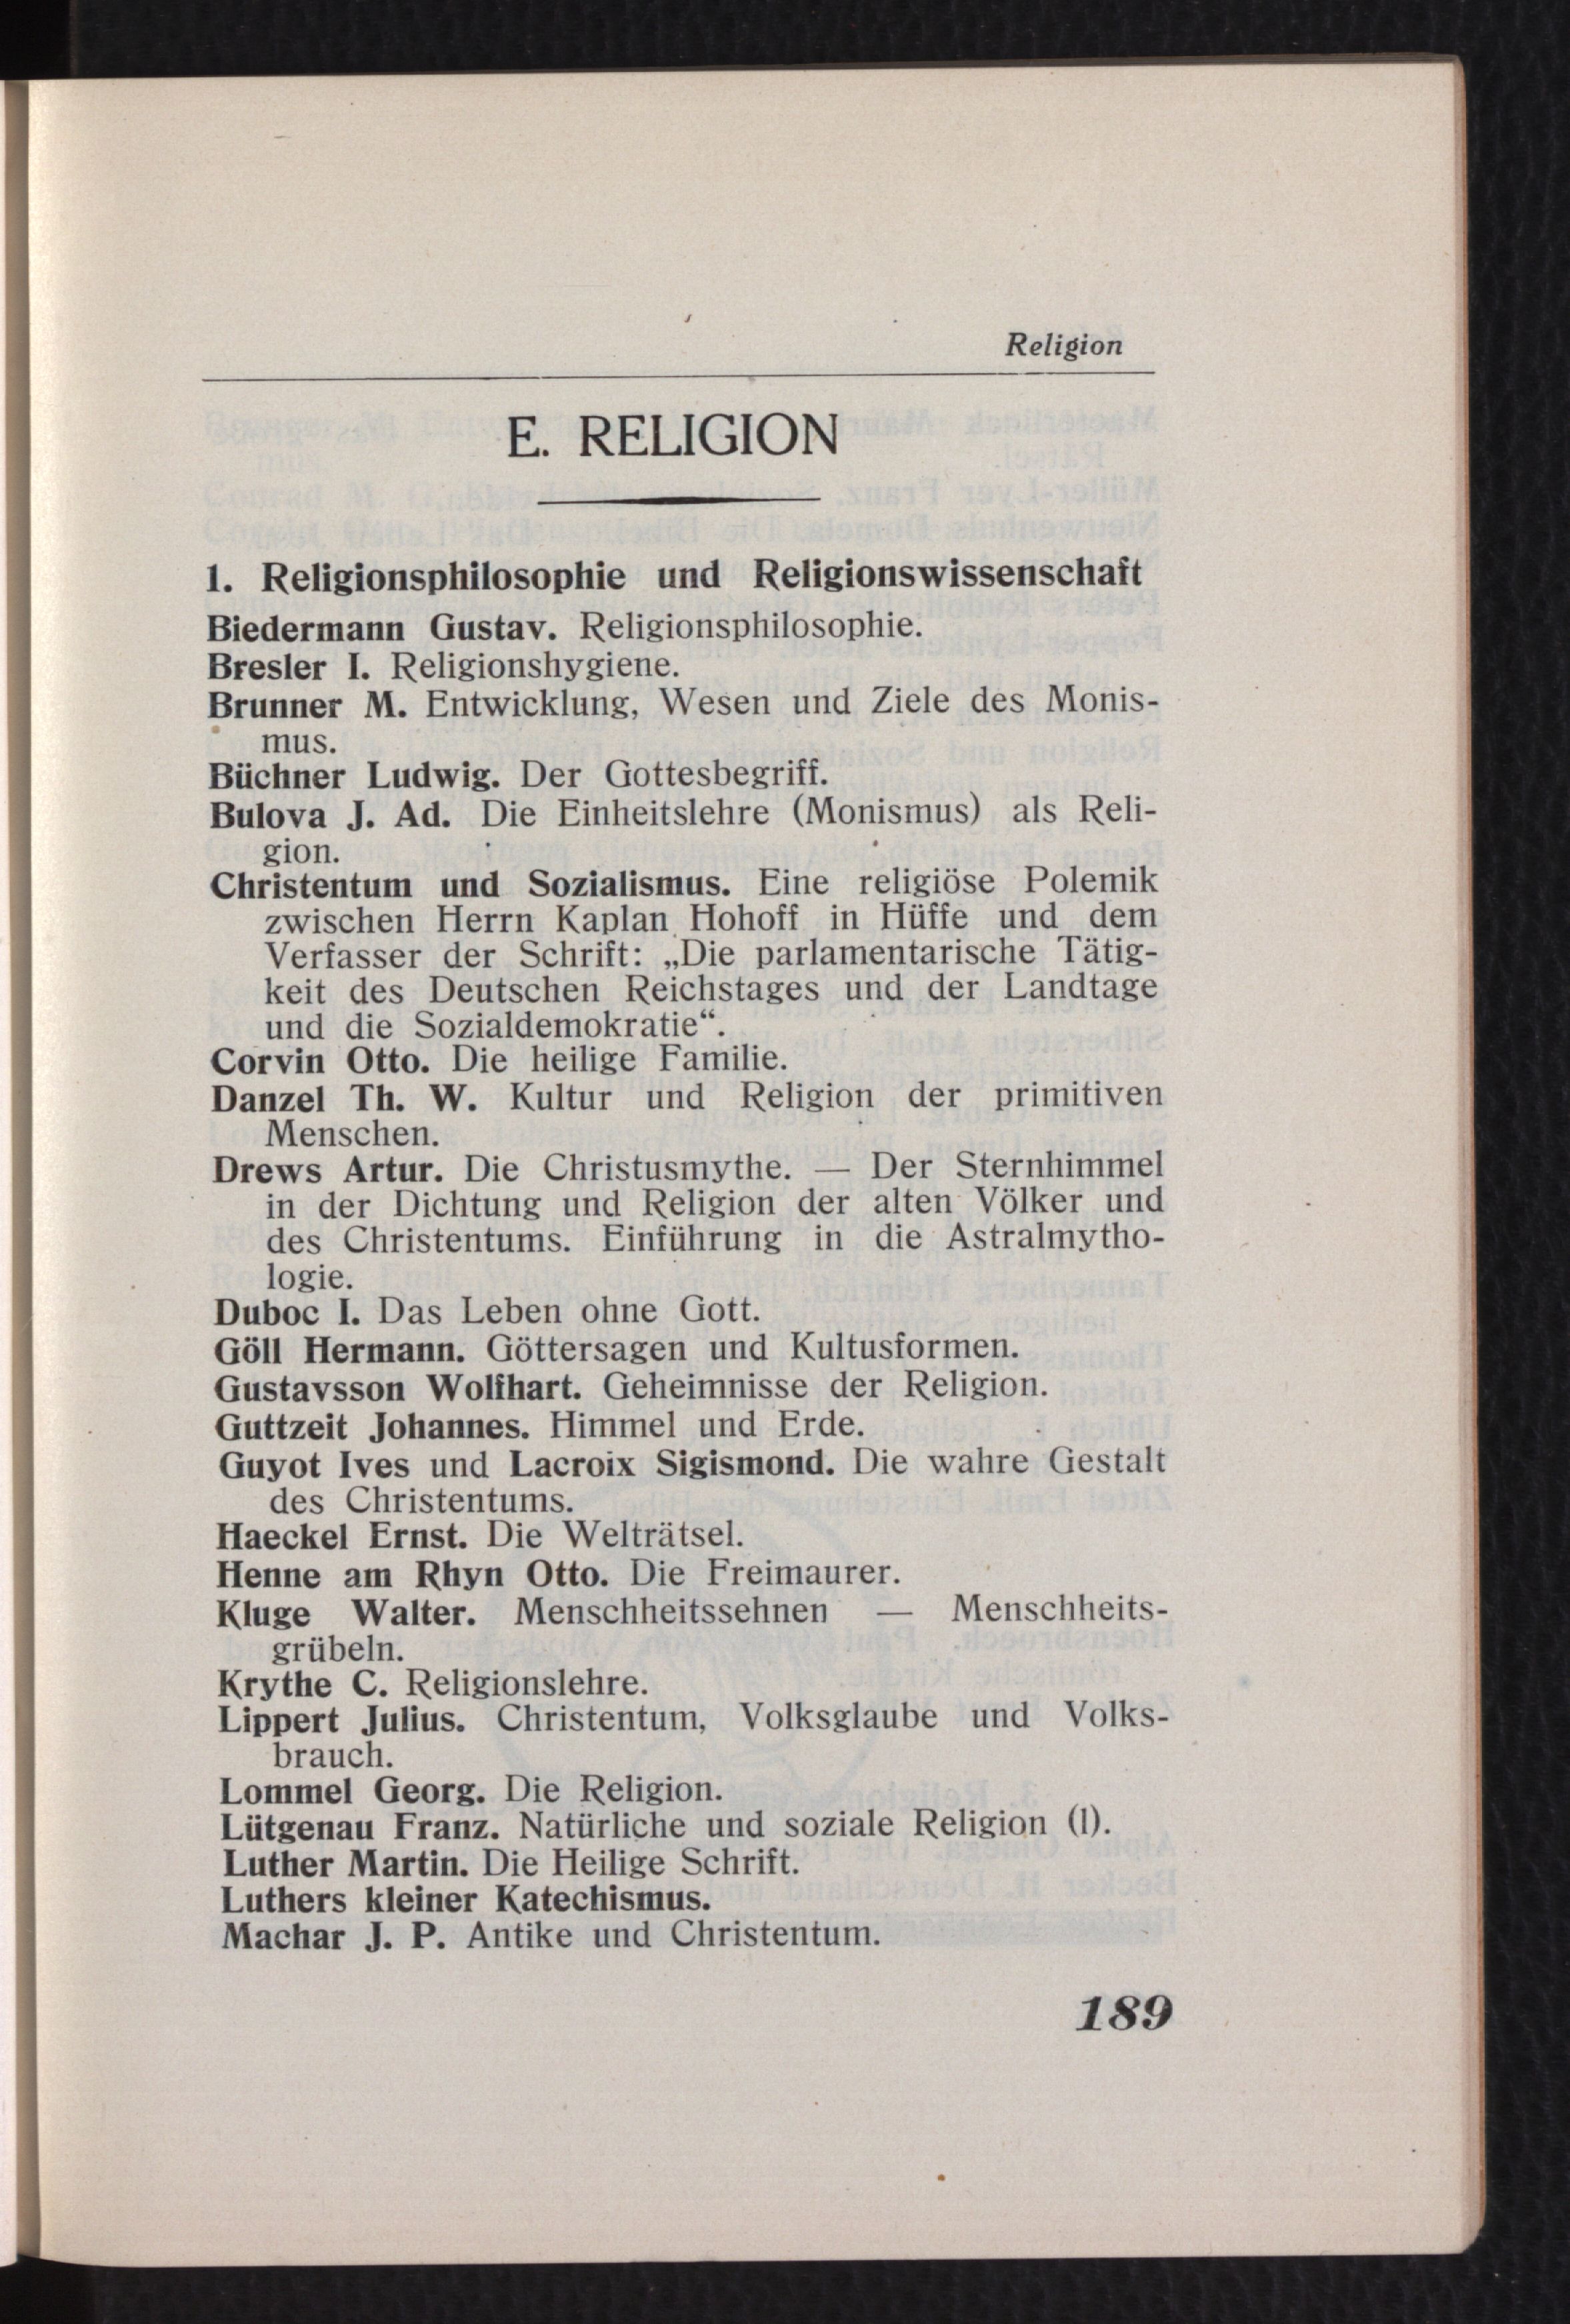 Religion
E. RELIGION
1. Religionsphilosophie und Religionswissenschaft
Biedermann Gustav. Religionsphilosophie.
Bresler I. Religionshygiene.
Brunner M. Entwicklung, Wesen und Ziele des Monis-
mus.
Büchner Ludwig. Der Gottesbegriff.
Bulova J. Ad. Die Einheitslehre (Monismus) als Reli-
gion.
Christentum und Sozialismus. Eine religiöse Polemik
zwischen Herrn Kaplan Hohoff in Hüffe und dem
Verfasser der Schrift: „Die parlamentarische Tätig-
keit des Deutschen Reichstages und der Landtage
und die Sozialdemokratie“.
Corvin Otto. Die heilige Familie.
Danzel Th. W. Kultur und Religion der primitiven
Menschen.
Drews Artur. Die Christusmythe. — Der Sternhimmel
in der Dichtung und Religion der alten Völker und
des Christentums. Einführung in die Astralmytho-
logie.
Duboc I. Das Leben ohne Gott.
Göll Hermann. Göttersagen und Kultusformen.
Gustavsson Wolfhart. Geheimnisse der Religion.
Guttzeit Johannes. Himmel und Erde.
Guyot Ives und Lacroix Sigismond. Die wahre Gestalt
des Christentums.
Haeckel Ernst. Die Welträtsel.
Henne am Rhyn Otto. Die Freimaurer.
Kluge Walter. Menschheitssehnen — Menschheits-
grübeln.
Krythe C. Religionslehre.
Lippert Julius. Christentum, Volksglaube und Volks-
brauch.
Lommel Georg. Die Religion.
Lütgenau Franz. Natürliche und soziale Religion (l).
Luther Martin. Die Heilige Schrift.
Luthers kleiner Katechismus.
Machar J. P. Antike und Christentum.
189